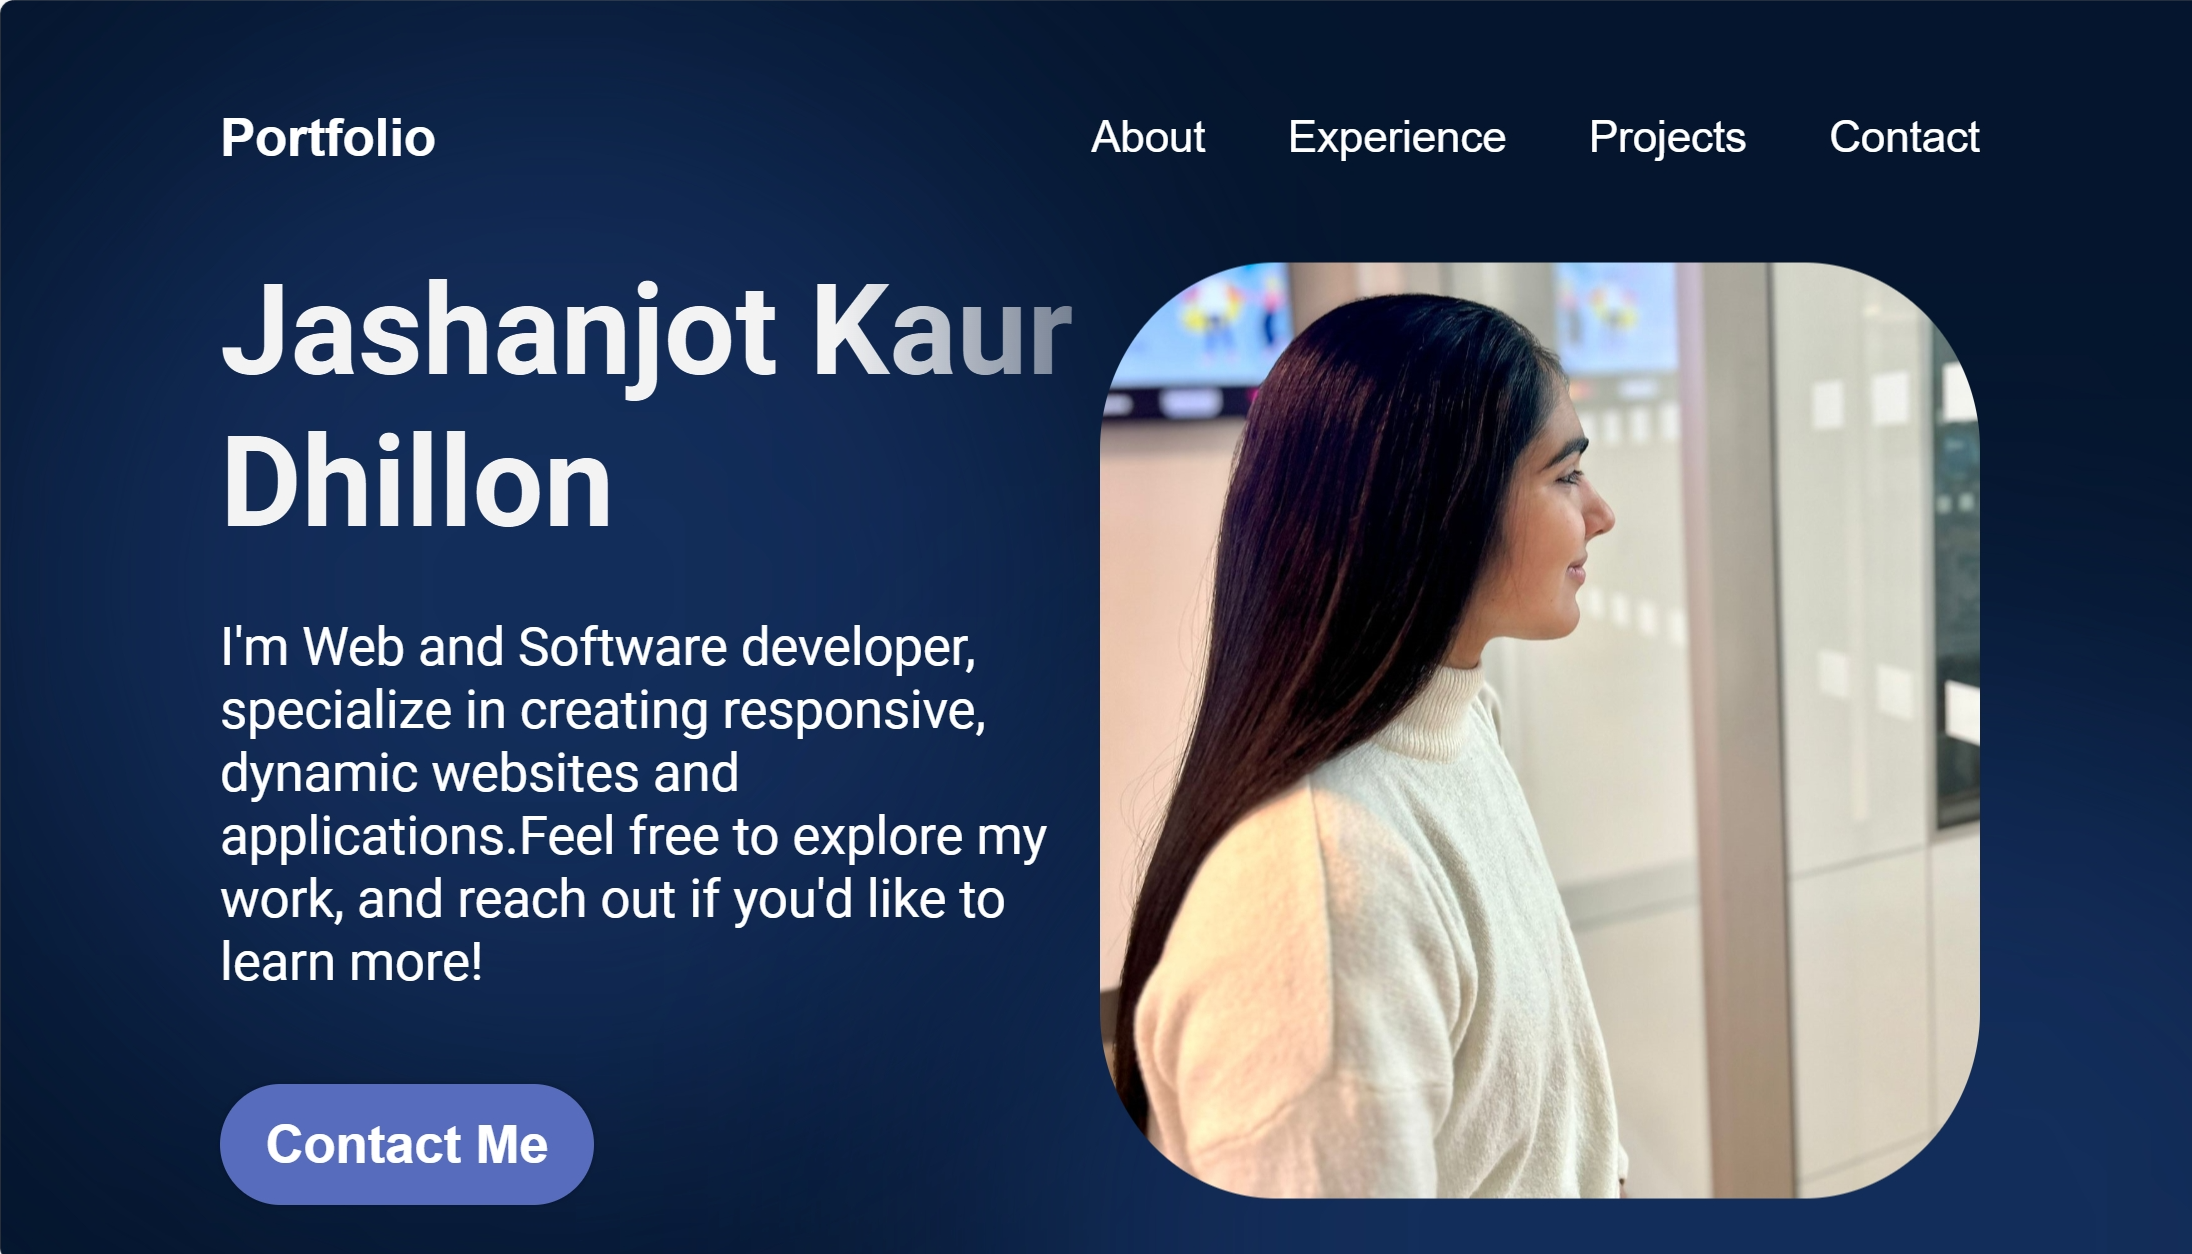 Portfolio
About Experience Projects Contact
Jashanjot Kaur
Dhillon
I'm Web and Software developer,
specialize in creating responsive,
dynamic websites and
applications.Feel free to explore my
work, and reach out if you'd like to
learn more!
Contact Me